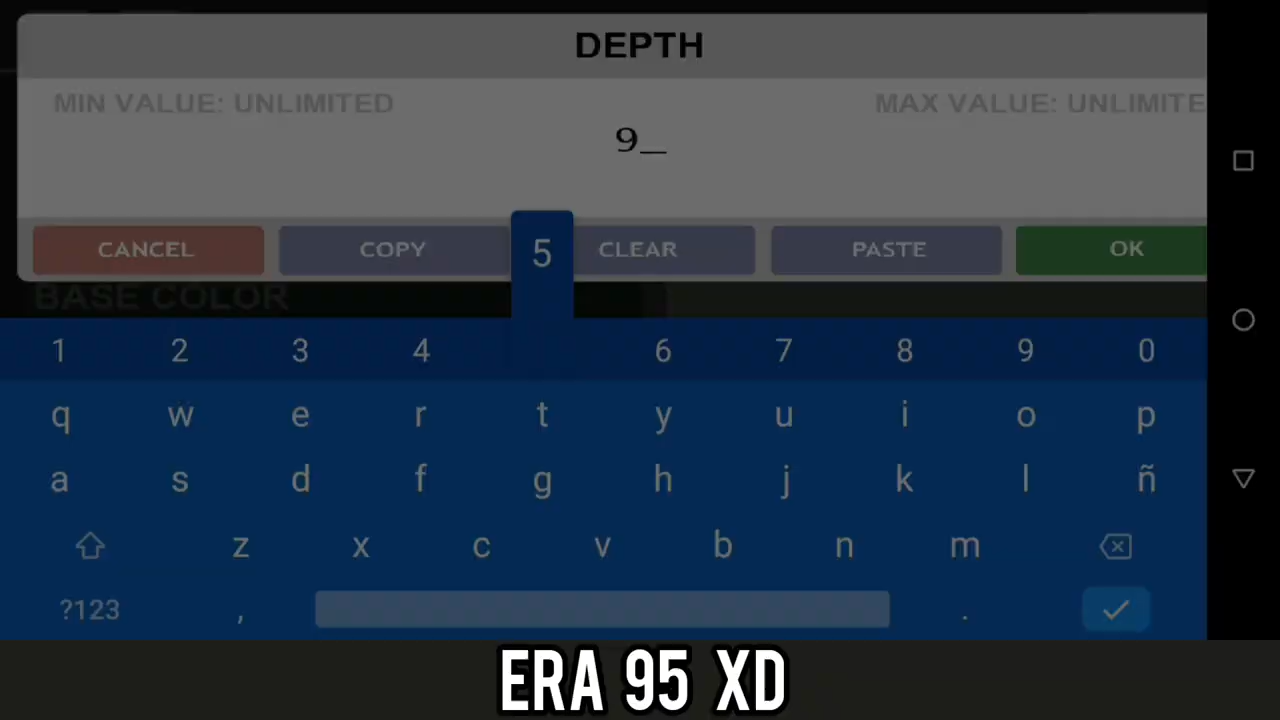 DEPTH
MIN VALUE: UNLIMITED MAX VALUE: UNLIMITE
9_
CANCEL COPY CLEAR PASTE OK
5
BASE COLOR
1 2 3 4 6 7 8 9 0
q w e r t y u i o p
a s d f g h j k l ñ
z x c v b n m
?123 , .
ERA 95 XD